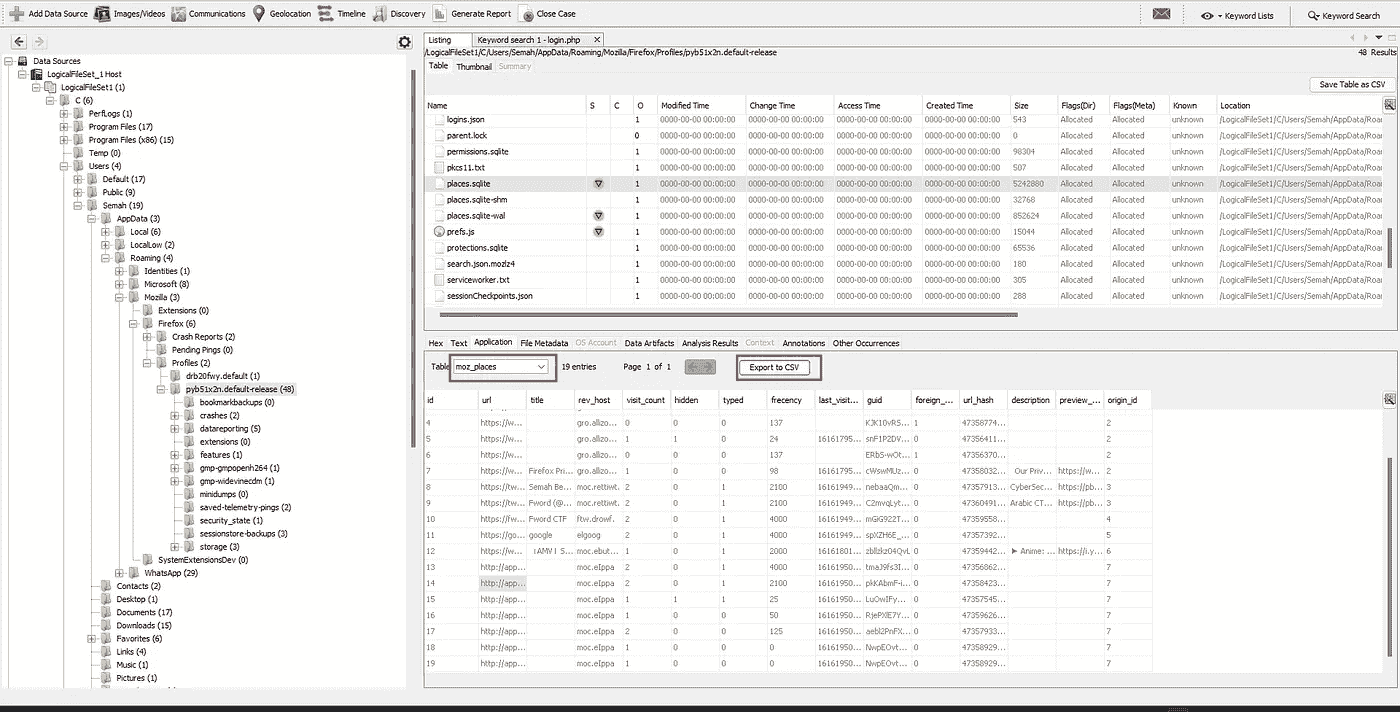 Add Data Source Images/Videos Communications Geolocation Timeline Discovery Generate Report Close Case Keyword Lists Keyword Search
Data Sources
LogicalFileSet_1 Host
LogicalFileSet1 (1)
C (6)
PerfLogs (1)
Program Files (17)
Program Files (x86) (15)
Temp (0)
Users (4)
Default (17)
Public (9)
Semah (19)
AppData (3)
Local (6)
LocalLow (2)
Roaming (4)
Identities (1)
Microsoft (8)
Mozilla (3)
Extensions (0)
Firefox (6)
Crash Reports (2)
Pending Pings (0)
Profiles (2)
drb20fwy.default (1)
pyb51x2n.default-release (48)
bookmarkbackups (0)
crashes (2)
datareporting (5)
extensions (0)
features (1)
gmp-gmpopenh264 (1)
gmp-widevinecdm (1)
minidumps (0)
saved-telemetry-pings (2)
security_state (1)
sessionstore-backups (3)
storage (3)
SystemExtensionsDev (0)
WhatsApp (29)
Contacts (2)
Desktop (1)
Documents (17)
Downloads (15)
Favorites (6)
Links (4)
Music (1)
Pictures (1)
Listing Keyword search 1 - login.php
/LogicalFileSet1/C/Users/Semah/AppData/Roaming/Mozilla/Firefox/Profiles/pyb51x2n.default-release 48 Results
Table Thumbnail Summary
Save Table as CSV
Name S C O Modified Time Change Time Access Time Created Time Size Flags(Dir) Flags(Meta) Known Location
logins.json 1 0000-00-00 00:00:00 0000-00-00 00:00:00 0000-00-00 00:00:00 0000-00-00 00:00:00 543 Allocated Allocated unknown /LogicalFileSet1/C/Users/Semah/AppData/Roar
parent.lock 0 0000-00-00 00:00:00 0000-00-00 00:00:00 0000-00-00 00:00:00 0000-00-00 00:00:00 0 Allocated Allocated unknown /LogicalFileSet1/C/Users/Semah/AppData/Roar
permissions.sqlite 1 0000-00-00 00:00:00 0000-00-00 00:00:00 0000-00-00 00:00:00 0000-00-00 00:00:00 98304 Allocated Allocated unknown /LogicalFileSet1/C/Users/Semah/AppData/Roar
pkcs11.txt 1 0000-00-00 00:00:00 0000-00-00 00:00:00 0000-00-00 00:00:00 0000-00-00 00:00:00 507 Allocated Allocated unknown /LogicalFileSet1/C/Users/Semah/AppData/Roar
places.sqlite 1 0000-00-00 00:00:00 0000-00-00 00:00:00 0000-00-00 00:00:00 0000-00-00 00:00:00 5242880 Allocated Allocated unknown /LogicalFileSet1/C/Users/Semah/AppData/Roar
places.sqlite-shm 1 0000-00-00 00:00:00 0000-00-00 00:00:00 0000-00-00 00:00:00 0000-00-00 00:00:00 32768 Allocated Allocated unknown /LogicalFileSet1/C/Users/Semah/AppData/Roar
places.sqlite-wal 1 0000-00-00 00:00:00 0000-00-00 00:00:00 0000-00-00 00:00:00 0000-00-00 00:00:00 852624 Allocated Allocated unknown /LogicalFileSet1/C/Users/Semah/AppData/Roar
prefs.js 1 0000-00-00 00:00:00 0000-00-00 00:00:00 0000-00-00 00:00:00 0000-00-00 00:00:00 15044 Allocated Allocated unknown /LogicalFileSet1/C/Users/Semah/AppData/Roar
protections.sqlite 1 0000-00-00 00:00:00 0000-00-00 00:00:00 0000-00-00 00:00:00 0000-00-00 00:00:00 65536 Allocated Allocated unknown /LogicalFileSet1/C/Users/Semah/AppData/Roar
search.json.mozlz4 1 0000-00-00 00:00:00 0000-00-00 00:00:00 0000-00-00 00:00:00 0000-00-00 00:00:00 180 Allocated Allocated unknown /LogicalFileSet1/C/Users/Semah/AppData/Roar
serviceworker.txt 1 0000-00-00 00:00:00 0000-00-00 00:00:00 0000-00-00 00:00:00 0000-00-00 00:00:00 305 Allocated Allocated unknown /LogicalFileSet1/C/Users/Semah/AppData/Roar
sessionCheckpoints.json 1 0000-00-00 00:00:00 0000-00-00 00:00:00 0000-00-00 00:00:00 0000-00-00 00:00:00 288 Allocated Allocated unknown /LogicalFileSet1/C/Users/Semah/AppData/Roar
Hex Text Application File Metadata OS Account Data Artifacts Analysis Results Context Annotations Other Occurrences
Table moz_places 19 entries Page 1 of 1 Export to CSV
id url title rev_host visit_count hidden typed frecency last_visit... guid foreign_... url_hash description preview_... origin_id
4 https://w... gro.allzo... 0 0 0 137 KJK10vR5... 1 47358774... 2
5 https://w... gro.allzo... 1 1 0 24 16161795... snF1P2DV... 0 47356411... 2
6 https://w... gro.allzo... 0 0 0 137 ERbS-wOt... 1 47356370... 2
7 https://w... Firefox Pri... gro.allzo... 1 0 0 98 16161795... cWswMUz... 0 47358032... Our Priv... https://w... 2
8 https://tw... Semah Be... moc.rettiwt. 2 0 1 2100 16161949... nebaaQm... 0 47357913... CyberSec... https://pb... 3
9 https://tw... Fword (@... moc.rettiwt. 2 0 1 2100 16161949... C2mvqLyt... 0 47360491... Arabic CT... https://pb... 3
10 https://fw... Fword CTF ftw.drowf. 2 0 1 4000 16161949... mGiG922T... 0 47359558... 4
11 https://go... google elgoog 2 0 1 4000 16161949... spXZH6E_... 0 47357392... 5
12 https://w... (AMV) S... moc.ebut... 1 0 1 2000 16161801... zbllzkz04QvL 0 47359442... ► Anime: ... https://i.y... 6
13 http://app... moc.elppa 2 0 1 4000 16161950... tmaJ9fs3I... 0 47356862... 7
14 http://app... moc.elppa 2 0 1 2100 16161950... pkKAbmF-i... 0 47358423... 7
15 http://app... moc.elppa 1 1 1 25 16161950... LuOwIFy... 0 47357545... 7
16 http://app... moc.elppa 1 0 0 50 16161950... RjePXlE7Y... 0 47359626... 7
17 http://app... moc.elppa 2 0 0 125 16161950... aebl2PnFX... 0 47357933... 7
18 http://app... moc.elppa 1 0 0 0 16161950... NwpEOvt... 0 47358929... 7
19 http://app... moc.elppa 1 0 0 0 16161950... NwpEOvt... 0 47358929... 7